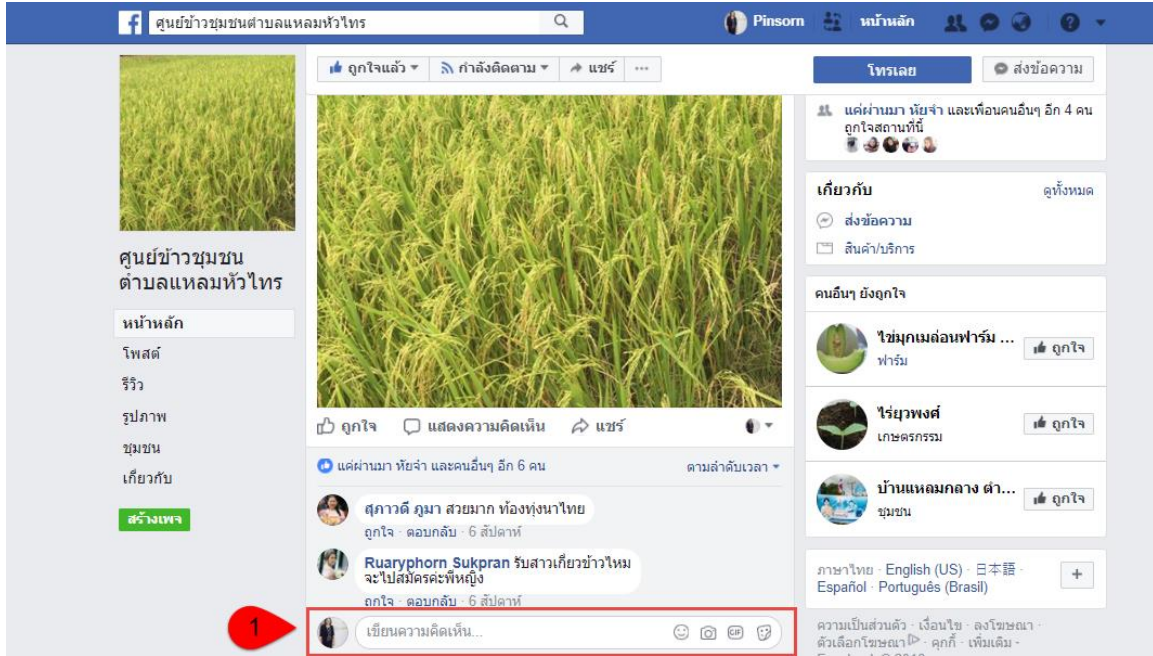 f ศูนย์ข้าวชุมชนตำบลแหลมหัวไทร
Pinsorn หน้าหลัก
ถูกใจแล้ว กำลังติดตาม แชร์ ...
โทรเลย ส่งข้อความ
ศูนย์ข้าวชุมชน
ตำบลแหลมหัวไทร
หน้าหลัก
โพสต์
รีวิว
รูปภาพ
ชุมชน
เกี่ยวกับ
สร้างเพจ
ถูกใจ แสดงความคิดเห็น แชร์
แค่ผ่านมา หัยจำ และคนอื่นๆ อีก 6 คน ตามลำดับเวลา
สุภาวดี ภูมา สวยมาก ท้องทุ่งนาไทย
ถูกใจ · ตอบกลับ · 6 สัปดาห์
Ruaryphorn Sukpran รับสาวเกี่ยวข้าวไหม
จะไปสมัครค่ะพี่หญิง
ถูกใจ · ตอบกลับ · 6 สัปดาห์
1
เขียนความคิดเห็น...
GIF
แค่ผ่านมา หัยจำ และเพื่อนคนอื่นๆ อีก 4 คน
ถูกใจสถานที่นี้
เกี่ยวกับ ดูทั้งหมด
ส่งข้อความ
สินค้า/บริการ
คนอื่นๆ ยังถูกใจ
ไข่มุกเมล่อนฟาร์ม ... ถูกใจ
ฟาร์ม
ไร่ยุวพงศ์ ถูกใจ
เกษตรกรรม
บ้านแหลมกลาง ตำ... ถูกใจ
ชุมชน
ภาษาไทย · English (US) · 日本語 ·
Español · Português (Brasil)
+
ความเป็นส่วนตัว · เงื่อนไข · ลงโฆษณา ·
ตัวเลือกโฆษณา · คุกกี้ · เพิ่มเติม ·